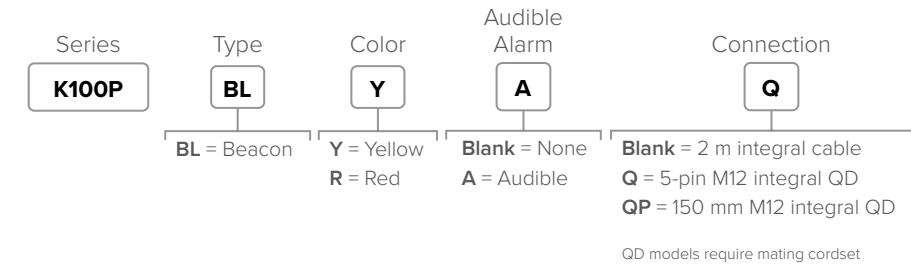 Series
Type
Color
Audible
Alarm
Connection
K100P
BL
Y
A
Q
BL = Beacon
Y = Yellow
R = Red
Blank = None
A = Audible
Blank = 2 m integral cable
Q = 5-pin M12 integral QD
QP = 150 mm M12 integral QD
QD models require mating cordset